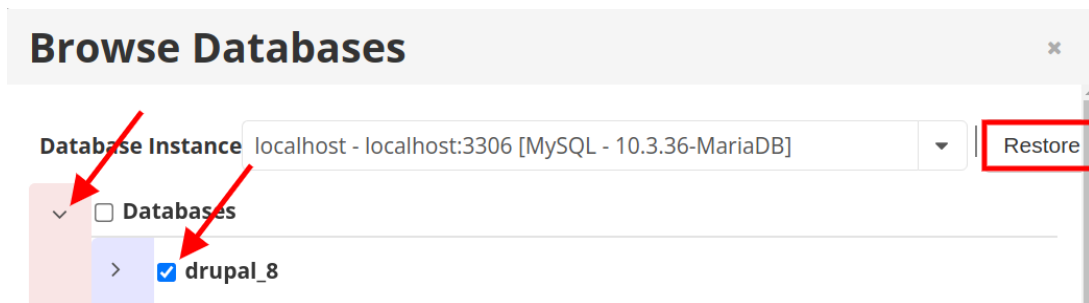 Browse Databases
Database Instance localhost - localhost:3306 [MySQL - 10.3.36-MariaDB] Restore
Databases
drupal_8